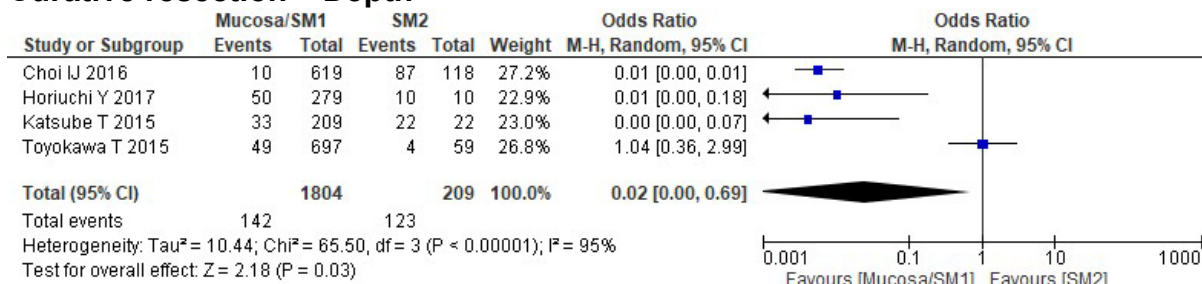 Mucosa/SM1 SM2 Odds Ratio Odds Ratio
Study or Subgroup Events Total Events Total Weight M-H, Random, 95% CI M-H, Random, 95% CI
Choi IJ 2016 10 619 87 118 27.2% 0.01 [0.00, 0.01]
Horiuchi Y 2017 50 279 10 10 22.9% 0.01 [0.00, 0.18]
Katsube T 2015 33 209 22 22 23.0% 0.00 [0.00, 0.07]
Toyokawa T 2015 49 697 4 59 26.8% 1.04 [0.36, 2.99]
Total (95% CI) 1804 209 100.0% 0.02 [0.00, 0.69]
Total events 142 123
Heterogeneity: Tau² = 10.44; Chi² = 65.50, df = 3 (P < 0.00001); I² = 95%
Test for overall effect: Z = 2.18 (P = 0.03)
0.001 0.1 1 10 1000
Favours [Mucosa/SM1] Favours [SM2]